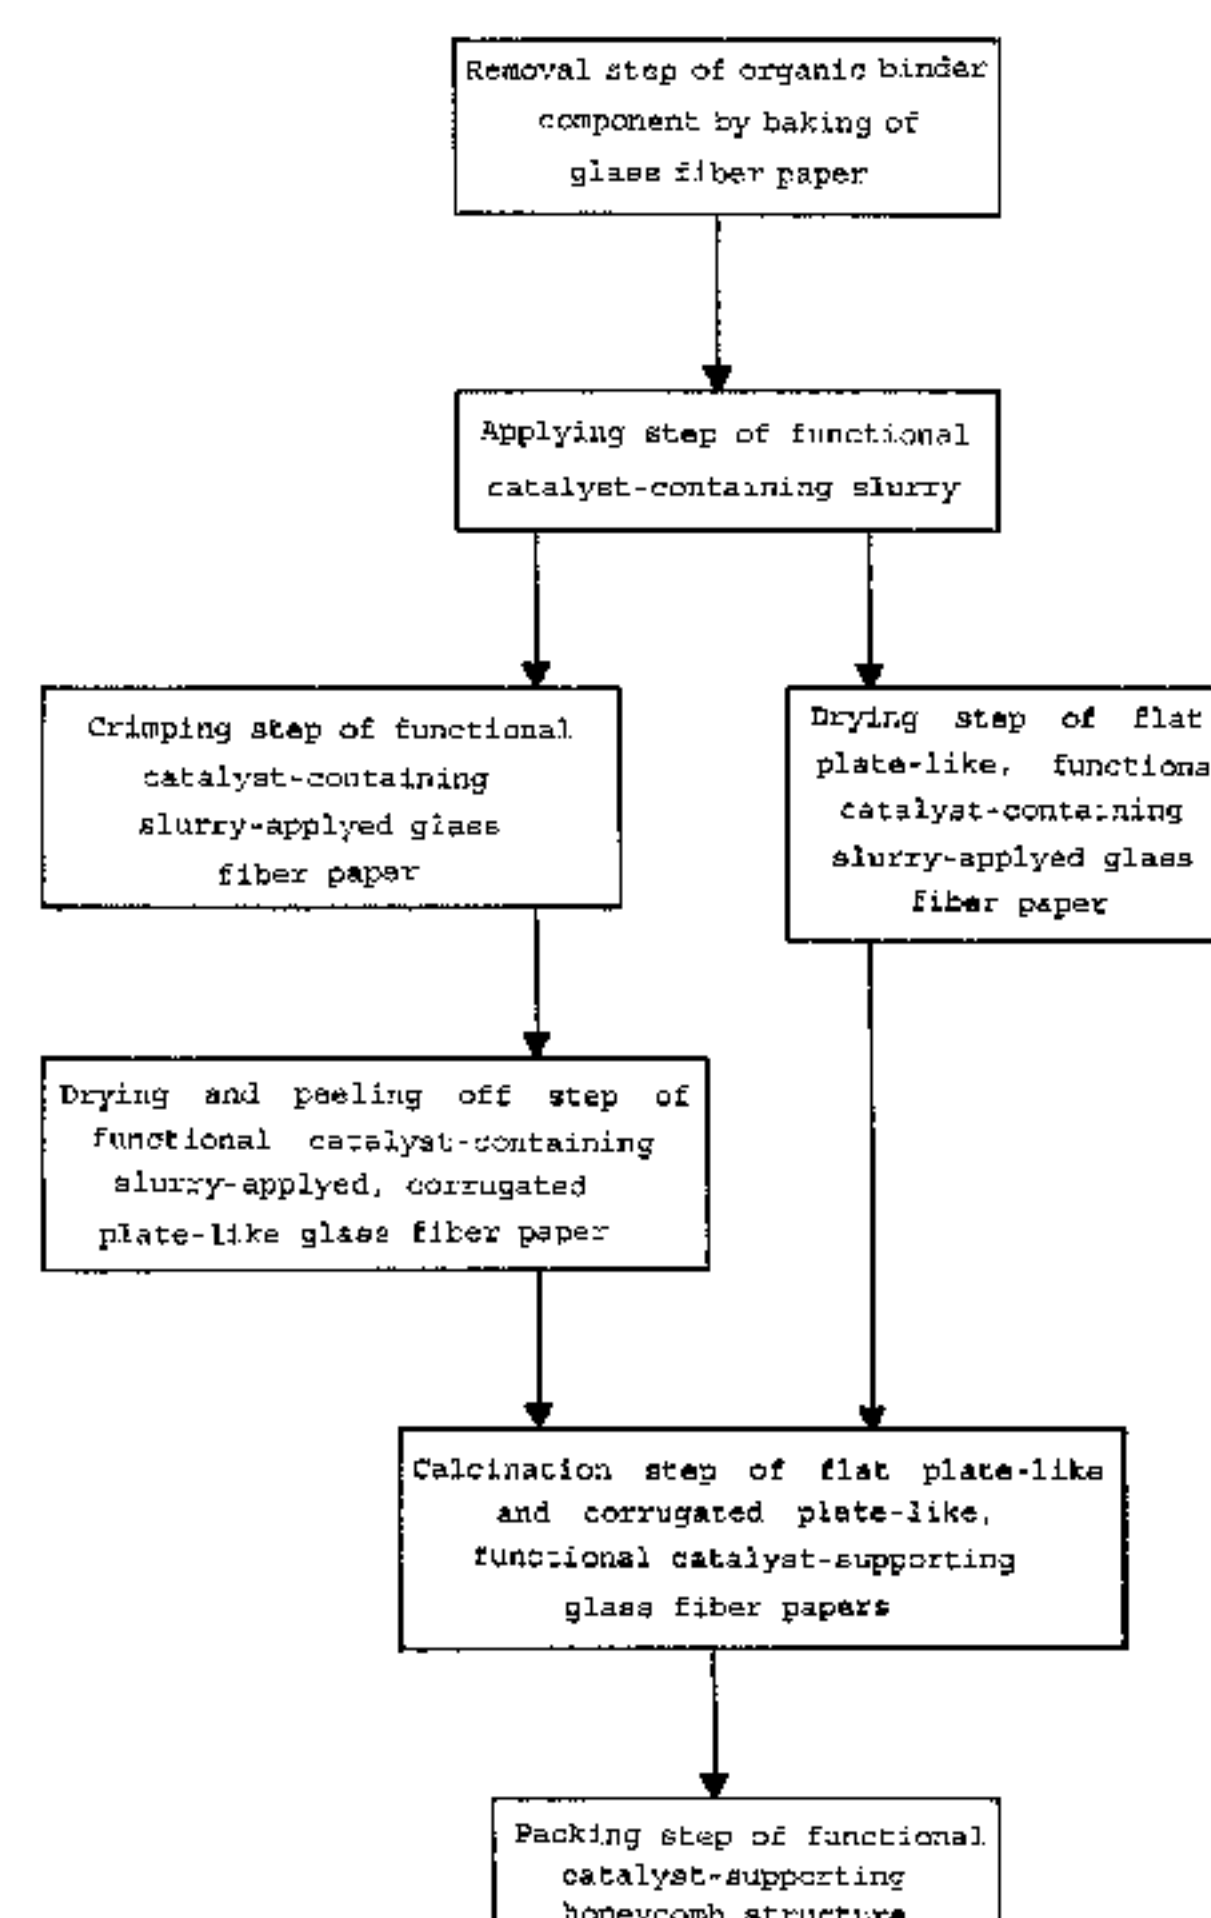 Removal step of organic binder
component by baking of
glass fiber paper
Applying step of functional
catalyst-containing slurry
Crimping step of functional
catalyst-containing
slurry-applyed glass
fiber paper
Drying step of flat
plate-like, functiona
catalyst-containing
slurry-applyed glass
fiber paper
Drying and peeling off step of
functional catalyst-containing
slurry-applyed, corrugated
plate-like glass fiber paper
Calcination step of flat plate-like
and corrugated plate-like,
functional catalyst-supporting
glass fiber papers
Packing step of functional
catalyst-supporting
honeycomb structure